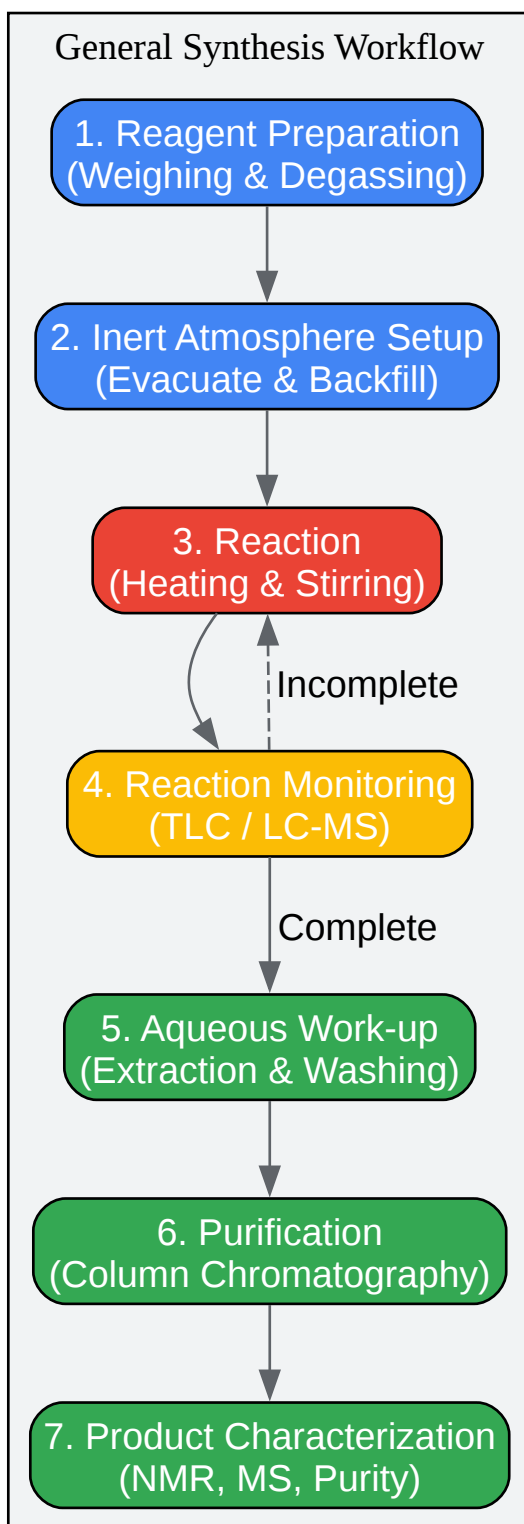 General Synthesis Workflow
1. Reagent Preparation
(Weighing & Degassing)
2. Inert Atmosphere Setup
(Evacuate & Backfill)
3. Reaction
(Heating & Stirring)
Incomplete
4. Reaction Monitoring
(TLC / LC-MS)
Complete
5. Aqueous Work-up
(Extraction & Washing)
6. Purification
(Column Chromatography)
7. Product Characterization
(NMR, MS, Purity)